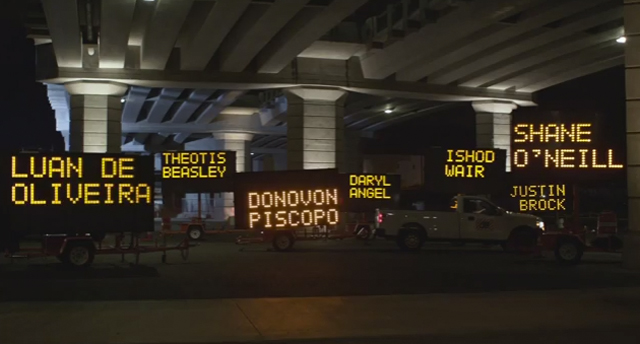 LUAN DE
OLIVEIRA
THEOTIS
BEASLEY
DONOVON
PISCOPO
DARYL
ANGEL
ISHOD
WAIR
SHANE
O'NEILL
JUSTIN
BROCK